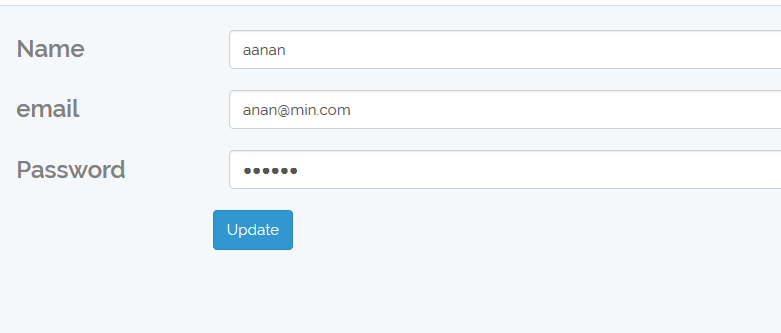 Name
aanan
email
anan@min.com
Password
••••••
Update